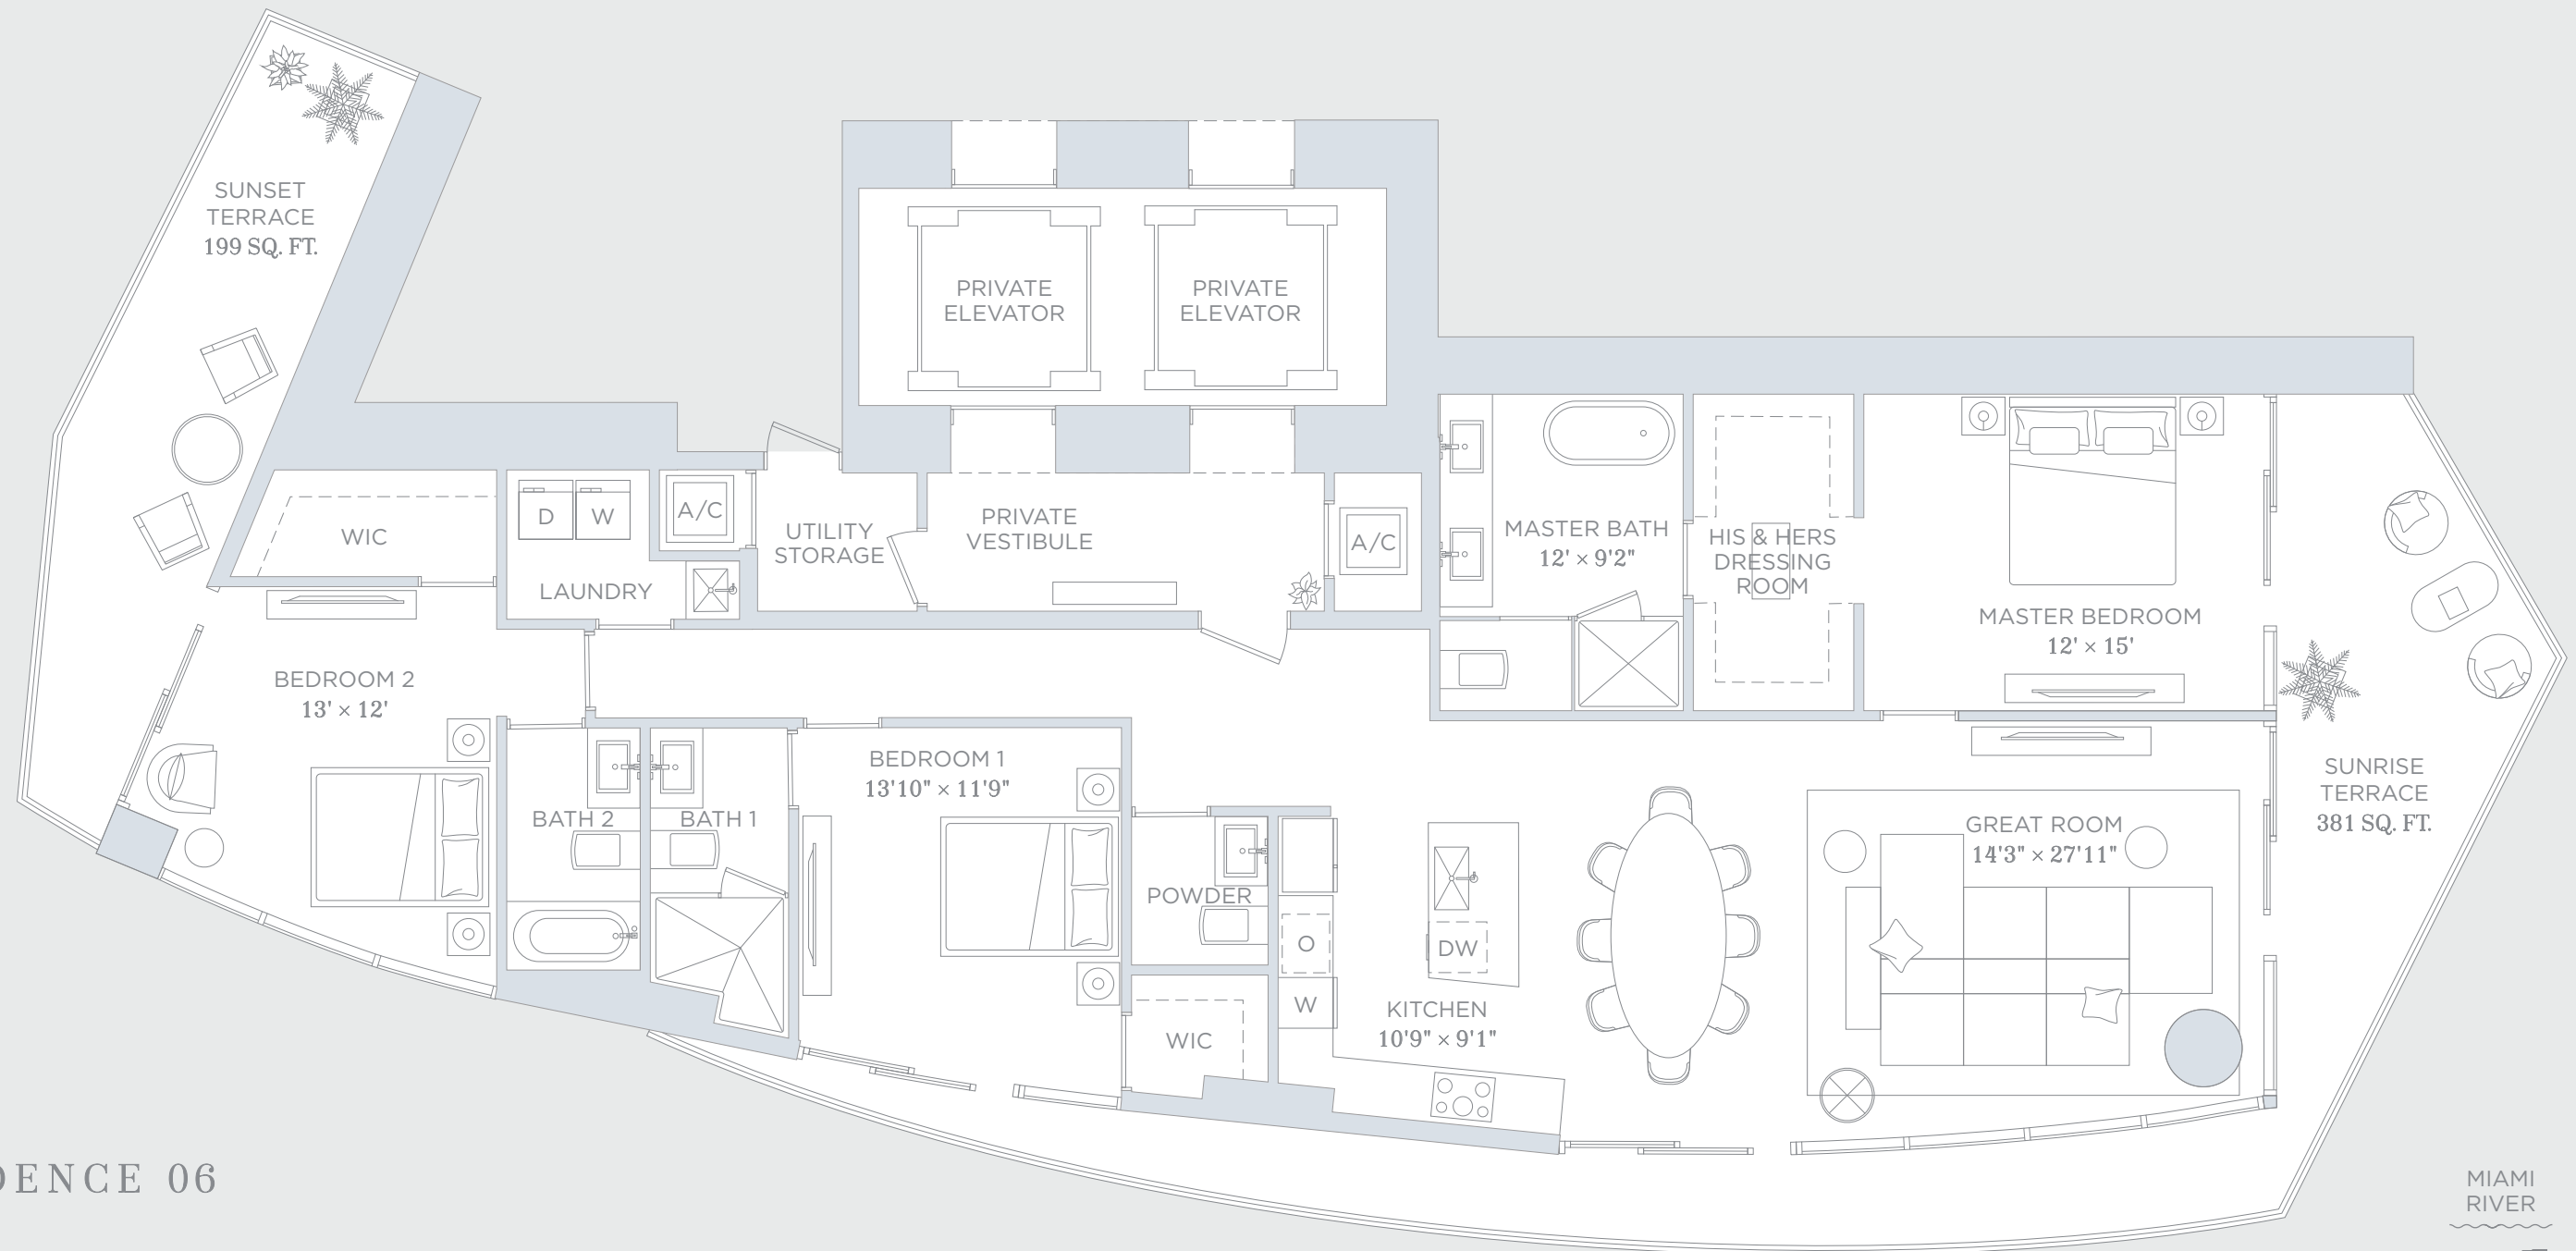 SUNSET
TERRACE
199 SQ. FT.
PRIVATE
ELEVATOR
PRIVATE
ELEVATOR
WIC
D
W
A/C
LAUNDRY
UTILITY
STORAGE
PRIVATE
VESTIBULE
A/C
MASTER BATH
12' × 9'2"
HIS & HERS
DRESSING
ROOM
MASTER BEDROOM
12' × 15'
BEDROOM 2
13' × 12'
BATH 2
BATH 1
BEDROOM 1
13'10" × 11'9"
POWDER
WIC
O
W
DW
KITCHEN
10'9" × 9'1"
GREAT ROOM
14'3" × 27'11"
SUNRISE
TERRACE
381 SQ. FT.
DENCE 06
MIAMI
RIVER